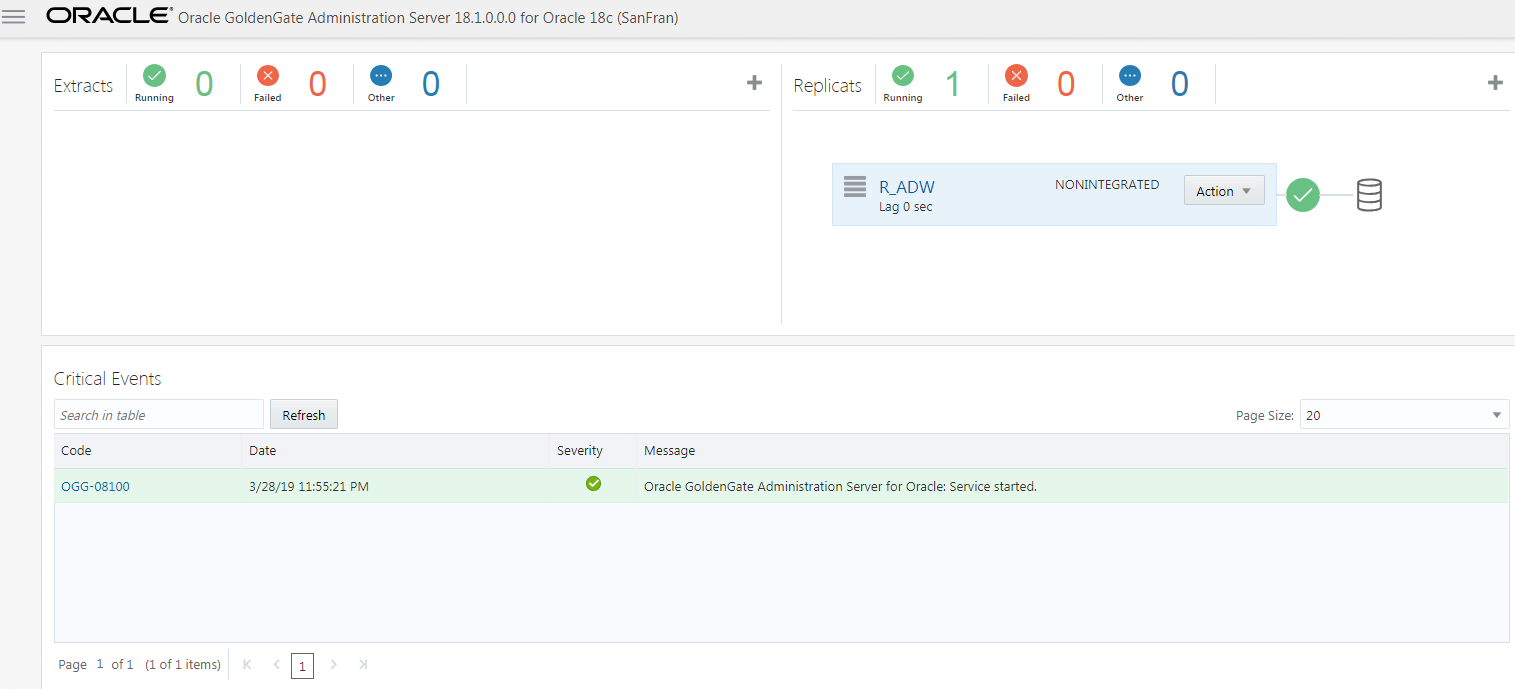 ORACLE® Oracle GoldenGate Administration Server 18.1.0.0.0 for Oracle 18c (SanFran)
Extracts Running 0 Failed 0 Other 0 +
Replicats Running 1 Failed 0 Other 0 +
R_ADW NONINTEGRATED Action
Lag 0 sec
Critical Events
Search in table Refresh Page Size: 20
Code Date Severity Message
OGG-08100 3/28/19 11:55:21 PM Oracle GoldenGate Administration Server for Oracle: Service started.
Page 1 of 1 (1 of 1 items) 1